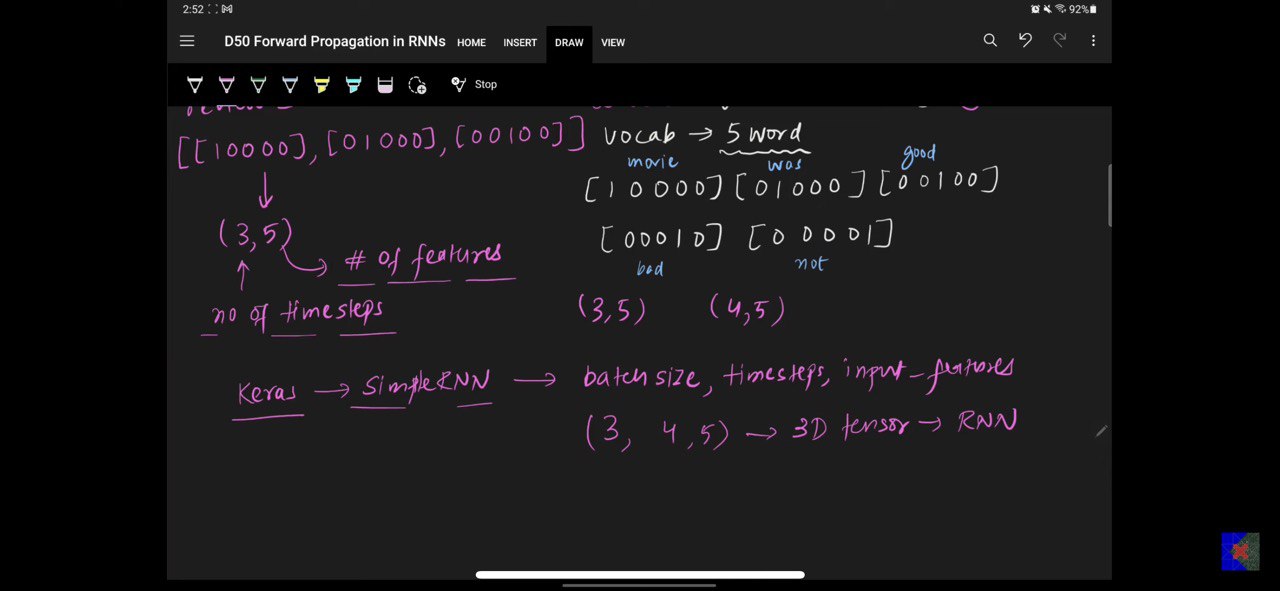 2:52
92%
D50 Forward Propagation in RNNs HOME INSERT DRAW VIEW
Stop
[[10000], [01000], [00100]]
vocab → 5 word
movie was good
[10000] [01000] [00100]
(3,5)
[00010] [00001]
bad not
# of features
no of timesteps
(3,5) (4,5)
Keras → SimpleRNN → batch size, timesteps, input-features
(3, 4,5) → 3D tensor → RNN